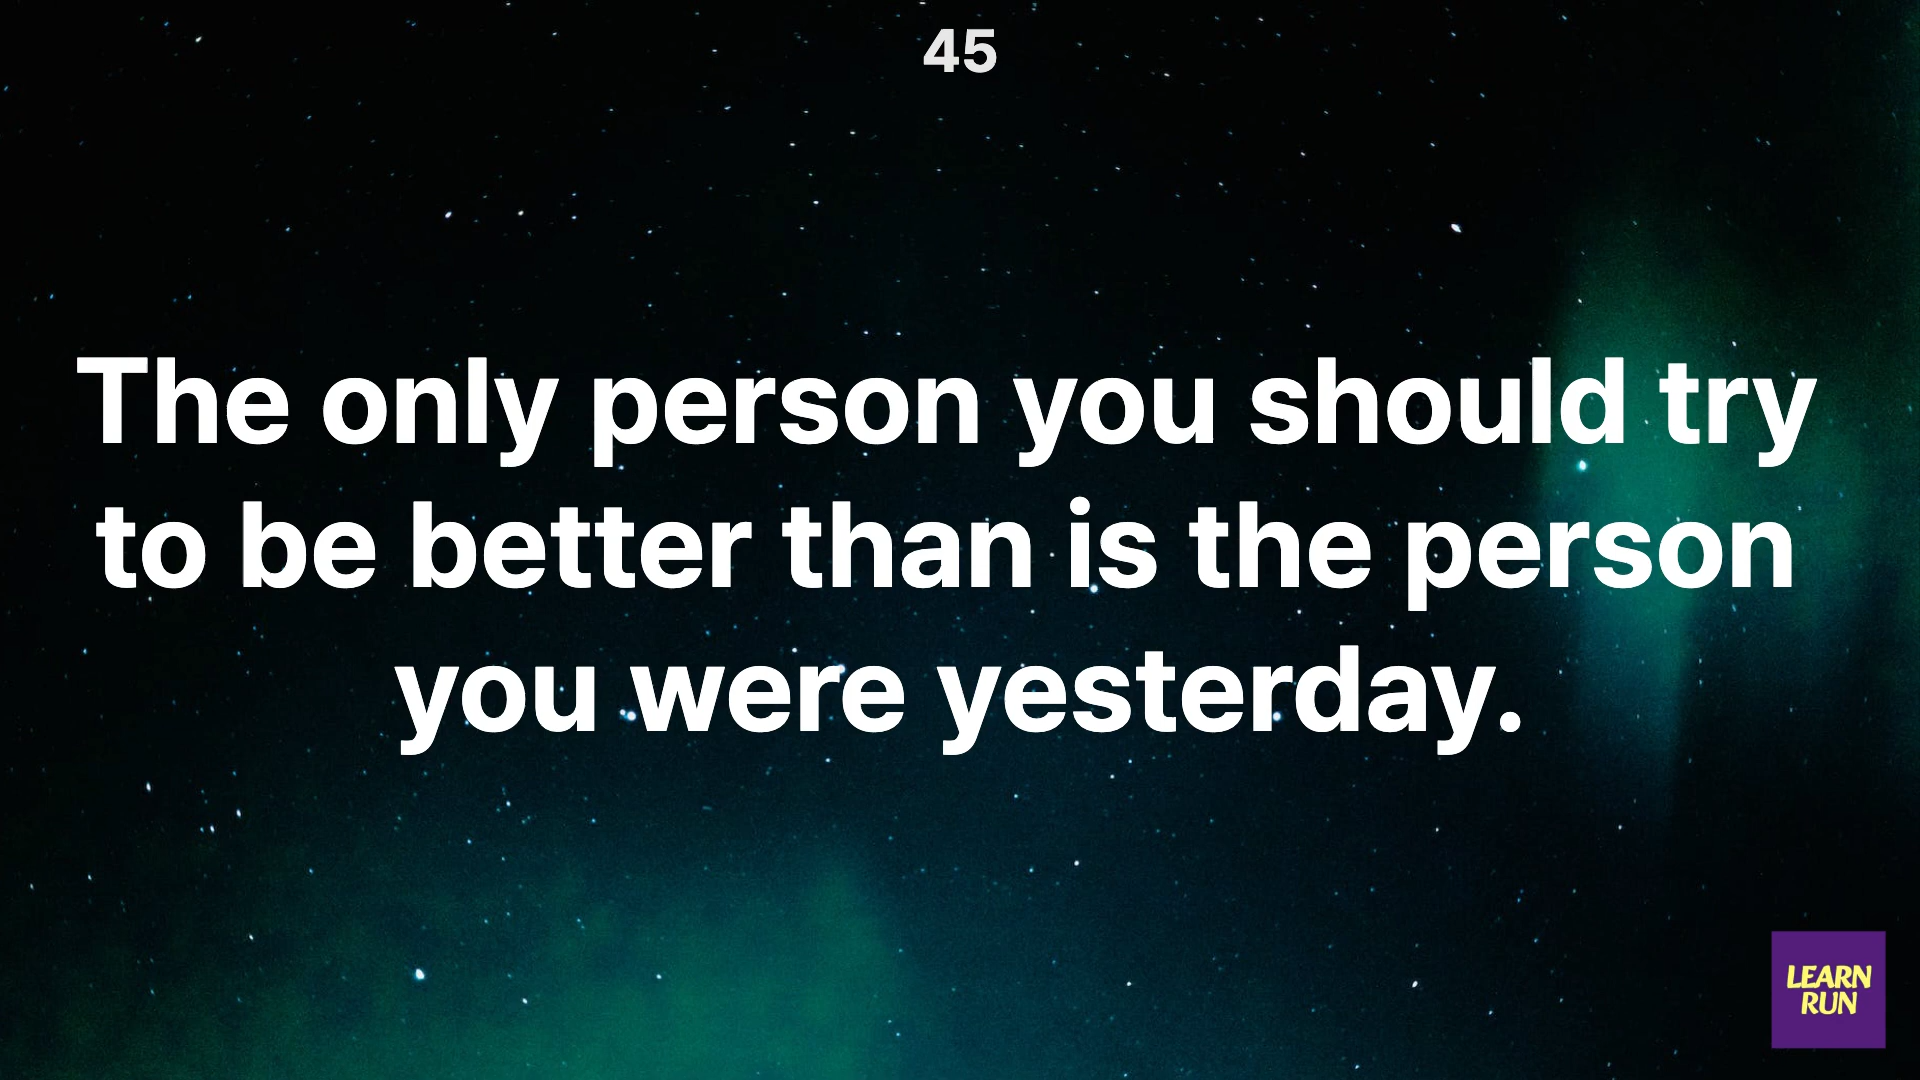 45
The only person you should try
to be better than is the person
you were yesterday.
LEARN
RUN